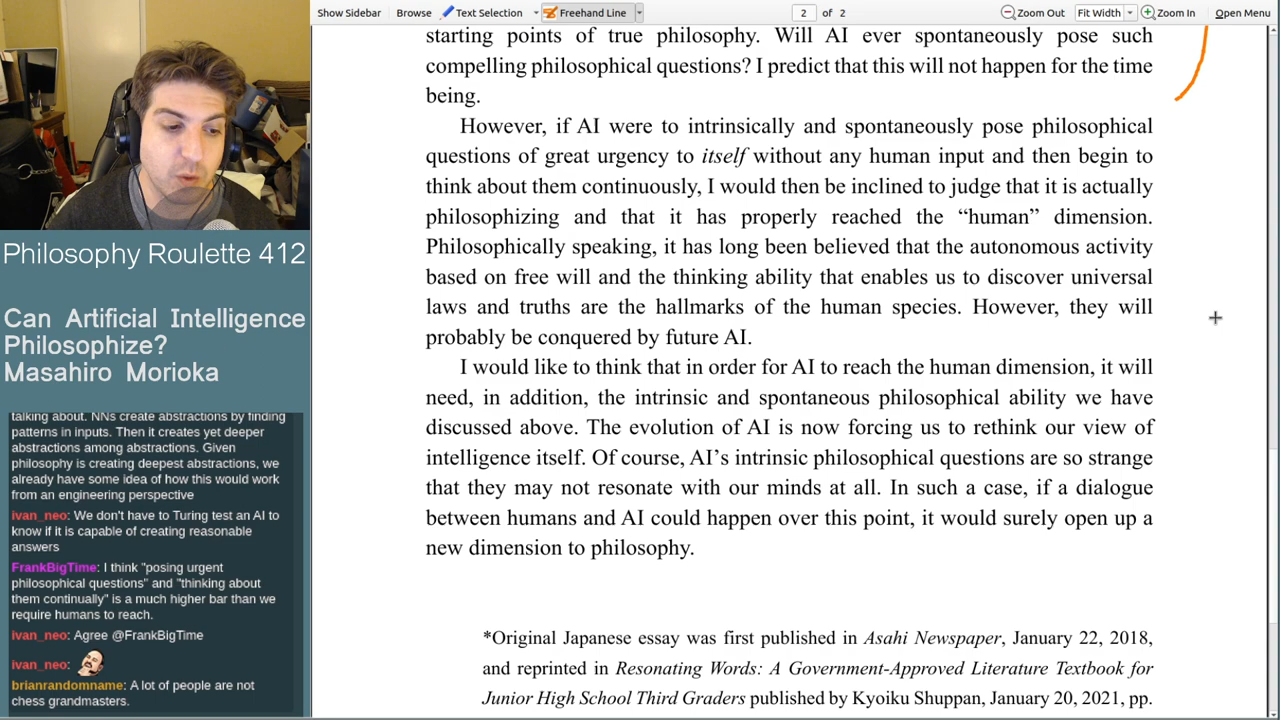 Show Sidebar Browse Text Selection Freehand Line 2 of 2 Zoom Out Fit Width Zoom In Open Menu
starting points of true philosophy. Will AI ever spontaneously pose such
compelling philosophical questions? I predict that this will not happen for the time
being.
However, if AI were to intrinsically and spontaneously pose philosophical
questions of great urgency to itself without any human input and then begin to
think about them continuously, I would then be inclined to judge that it is actually
philosophizing and that it has properly reached the “human” dimension.
Philosophically speaking, it has long been believed that the autonomous activity
based on free will and the thinking ability that enables us to discover universal
laws and truths are the hallmarks of the human species. However, they will
probably be conquered by future AI.
I would like to think that in order for AI to reach the human dimension, it will
need, in addition, the intrinsic and spontaneous philosophical ability we have
discussed above. The evolution of AI is now forcing us to rethink our view of
intelligence itself. Of course, AI’s intrinsic philosophical questions are so strange
that they may not resonate with our minds at all. In such a case, if a dialogue
between humans and AI could happen over this point, it would surely open up a
new dimension to philosophy.
*Original Japanese essay was first published in Asahi Newspaper, January 22, 2018,
and reprinted in Resonating Words: A Government-Approved Literature Textbook for
Junior High School Third Graders published by Kyoiku Shuppan, January 20, 2021, pp.
Philosophy Roulette 412
Can Artificial Intelligence
Philosophize?
Masahiro Morioka
talking about. NNs create abstractions by finding
patterns in inputs. Then it creates yet deeper
abstractions among abstractions. Given
philosophy is creating deepest abstractions, we
already have some idea of how this would work
from an engineering perspective
ivan_neo: We don't have to Turing test an AI to
know if it is capable of creating reasonable
answers
FrankBigTime: I think "posing urgent
philosophical questions" and "thinking about
them continually" is a much higher bar than we
require humans to reach.
ivan_neo: Agree @FrankBigTime
ivan_neo:
brianrandomname: A lot of people are not
chess grandmasters.